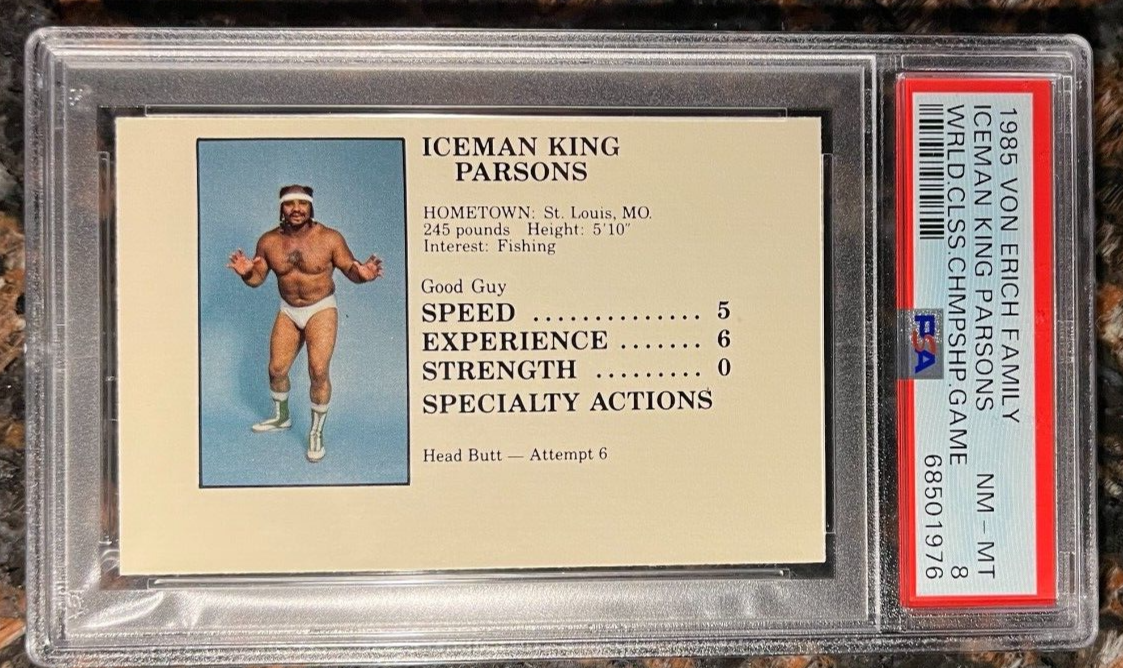 ICEMAN KING
PARSONS
HOMETOWN: St. Louis, MO.
245 pounds Height: 5'10"
Interest: Fishing
Good Guy
SPEED .............. 5
EXPERIENCE ....... 6
STRENGTH ......... 0
SPECIALTY ACTIONS
Head Butt — Attempt 6
1985 VON ERICH FAMILY
ICEMAN KING PARSONS NM - MT
WRLD.CLSS.CHMPSHP.GAME 8
68501976
PSA